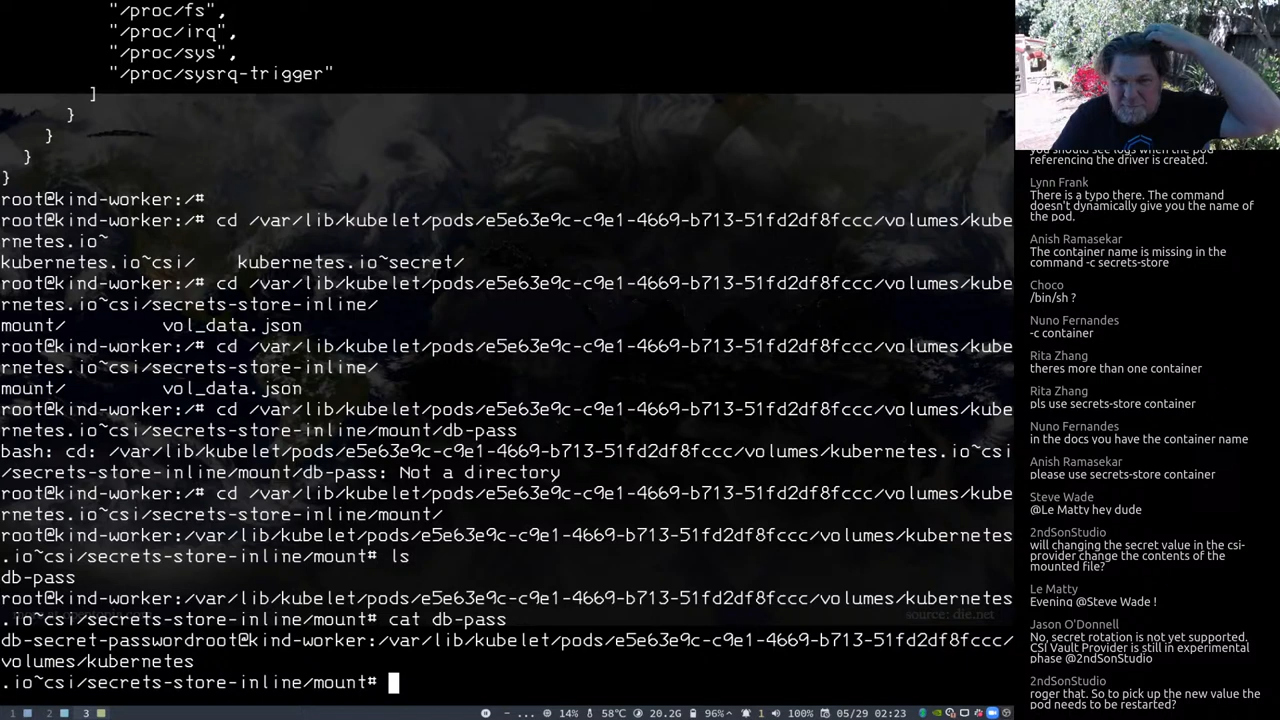 "/proc/fs",
"/proc/irq",
"/proc/sys",
"/proc/sysrq-trigger"
]
}
}
}
}
root@kind-worker:/#
root@kind-worker:/# cd /var/lib/kubelet/pods/e5e63e9c-c9e1-4669-b713-51fd2df8fccc/volumes/kube
rnetes.io~
kubernetes.io~csi/    kubernetes.io~secret/
root@kind-worker:/# cd /var/lib/kubelet/pods/e5e63e9c-c9e1-4669-b713-51fd2df8fccc/volumes/kube
rnetes.io~csi/secrets-store-inline/
mount/         vol_data.json
root@kind-worker:/# cd /var/lib/kubelet/pods/e5e63e9c-c9e1-4669-b713-51fd2df8fccc/volumes/kube
rnetes.io~csi/secrets-store-inline/
mount/         vol_data.json
root@kind-worker:/# cd /var/lib/kubelet/pods/e5e63e9c-c9e1-4669-b713-51fd2df8fccc/volumes/kube
rnetes.io~csi/secrets-store-inline/mount/db-pass
bash: cd: /var/lib/kubelet/pods/e5e63e9c-c9e1-4669-b713-51fd2df8fccc/volumes/kubernetes.io~csi
/secrets-store-inline/mount/db-pass: Not a directory
root@kind-worker:/# cd /var/lib/kubelet/pods/e5e63e9c-c9e1-4669-b713-51fd2df8fccc/volumes/kube
rnetes.io~csi/secrets-store-inline/mount/
root@kind-worker:/var/lib/kubelet/pods/e5e63e9c-c9e1-4669-b713-51fd2df8fccc/volumes/kubernetes
.io~csi/secrets-store-inline/mount# ls
db-pass
root@kind-worker:/var/lib/kubelet/pods/e5e63e9c-c9e1-4669-b713-51fd2df8fccc/volumes/kubernetes
.io~csi/secrets-store-inline/mount# cat db-pass
source: die.net
db-secret-passwordroot@kind-worker:/var/lib/kubelet/pods/e5e63e9c-c9e1-4669-b713-51fd2df8fccc/
volumes/kubernetes
.io~csi/secrets-store-inline/mount#
1 2 3
- ... 14% 58°C 20.2G 96% 1 100% 05/29 02:23
you should see logs when the pod
referencing the driver is created.
Lynn Frank
There is a typo there. The command
doesn't dynamically give you the name of
the pod.
Anish Ramasekar
The container name is missing in the
command -c secrets-store
Choco
/bin/sh ?
Nuno Fernandes
-c container
Rita Zhang
theres more than one container
Rita Zhang
pls use secrets-store container
Nuno Fernandes
in the docs you have the container name
Anish Ramasekar
please use secrets-store container
Steve Wade
@Le Matty hey dude
2ndSonStudio
will changing the secret value in the csi-
provider change the contents of the
mounted file?
Le Matty
Evening @Steve Wade !
Jason O'Donnell
No, secret rotation is not yet supported.
CSI Vault Provider is still in experimental
phase @2ndSonStudio
2ndSonStudio
roger that. So to pick up the new value the
pod needs to be restarted?